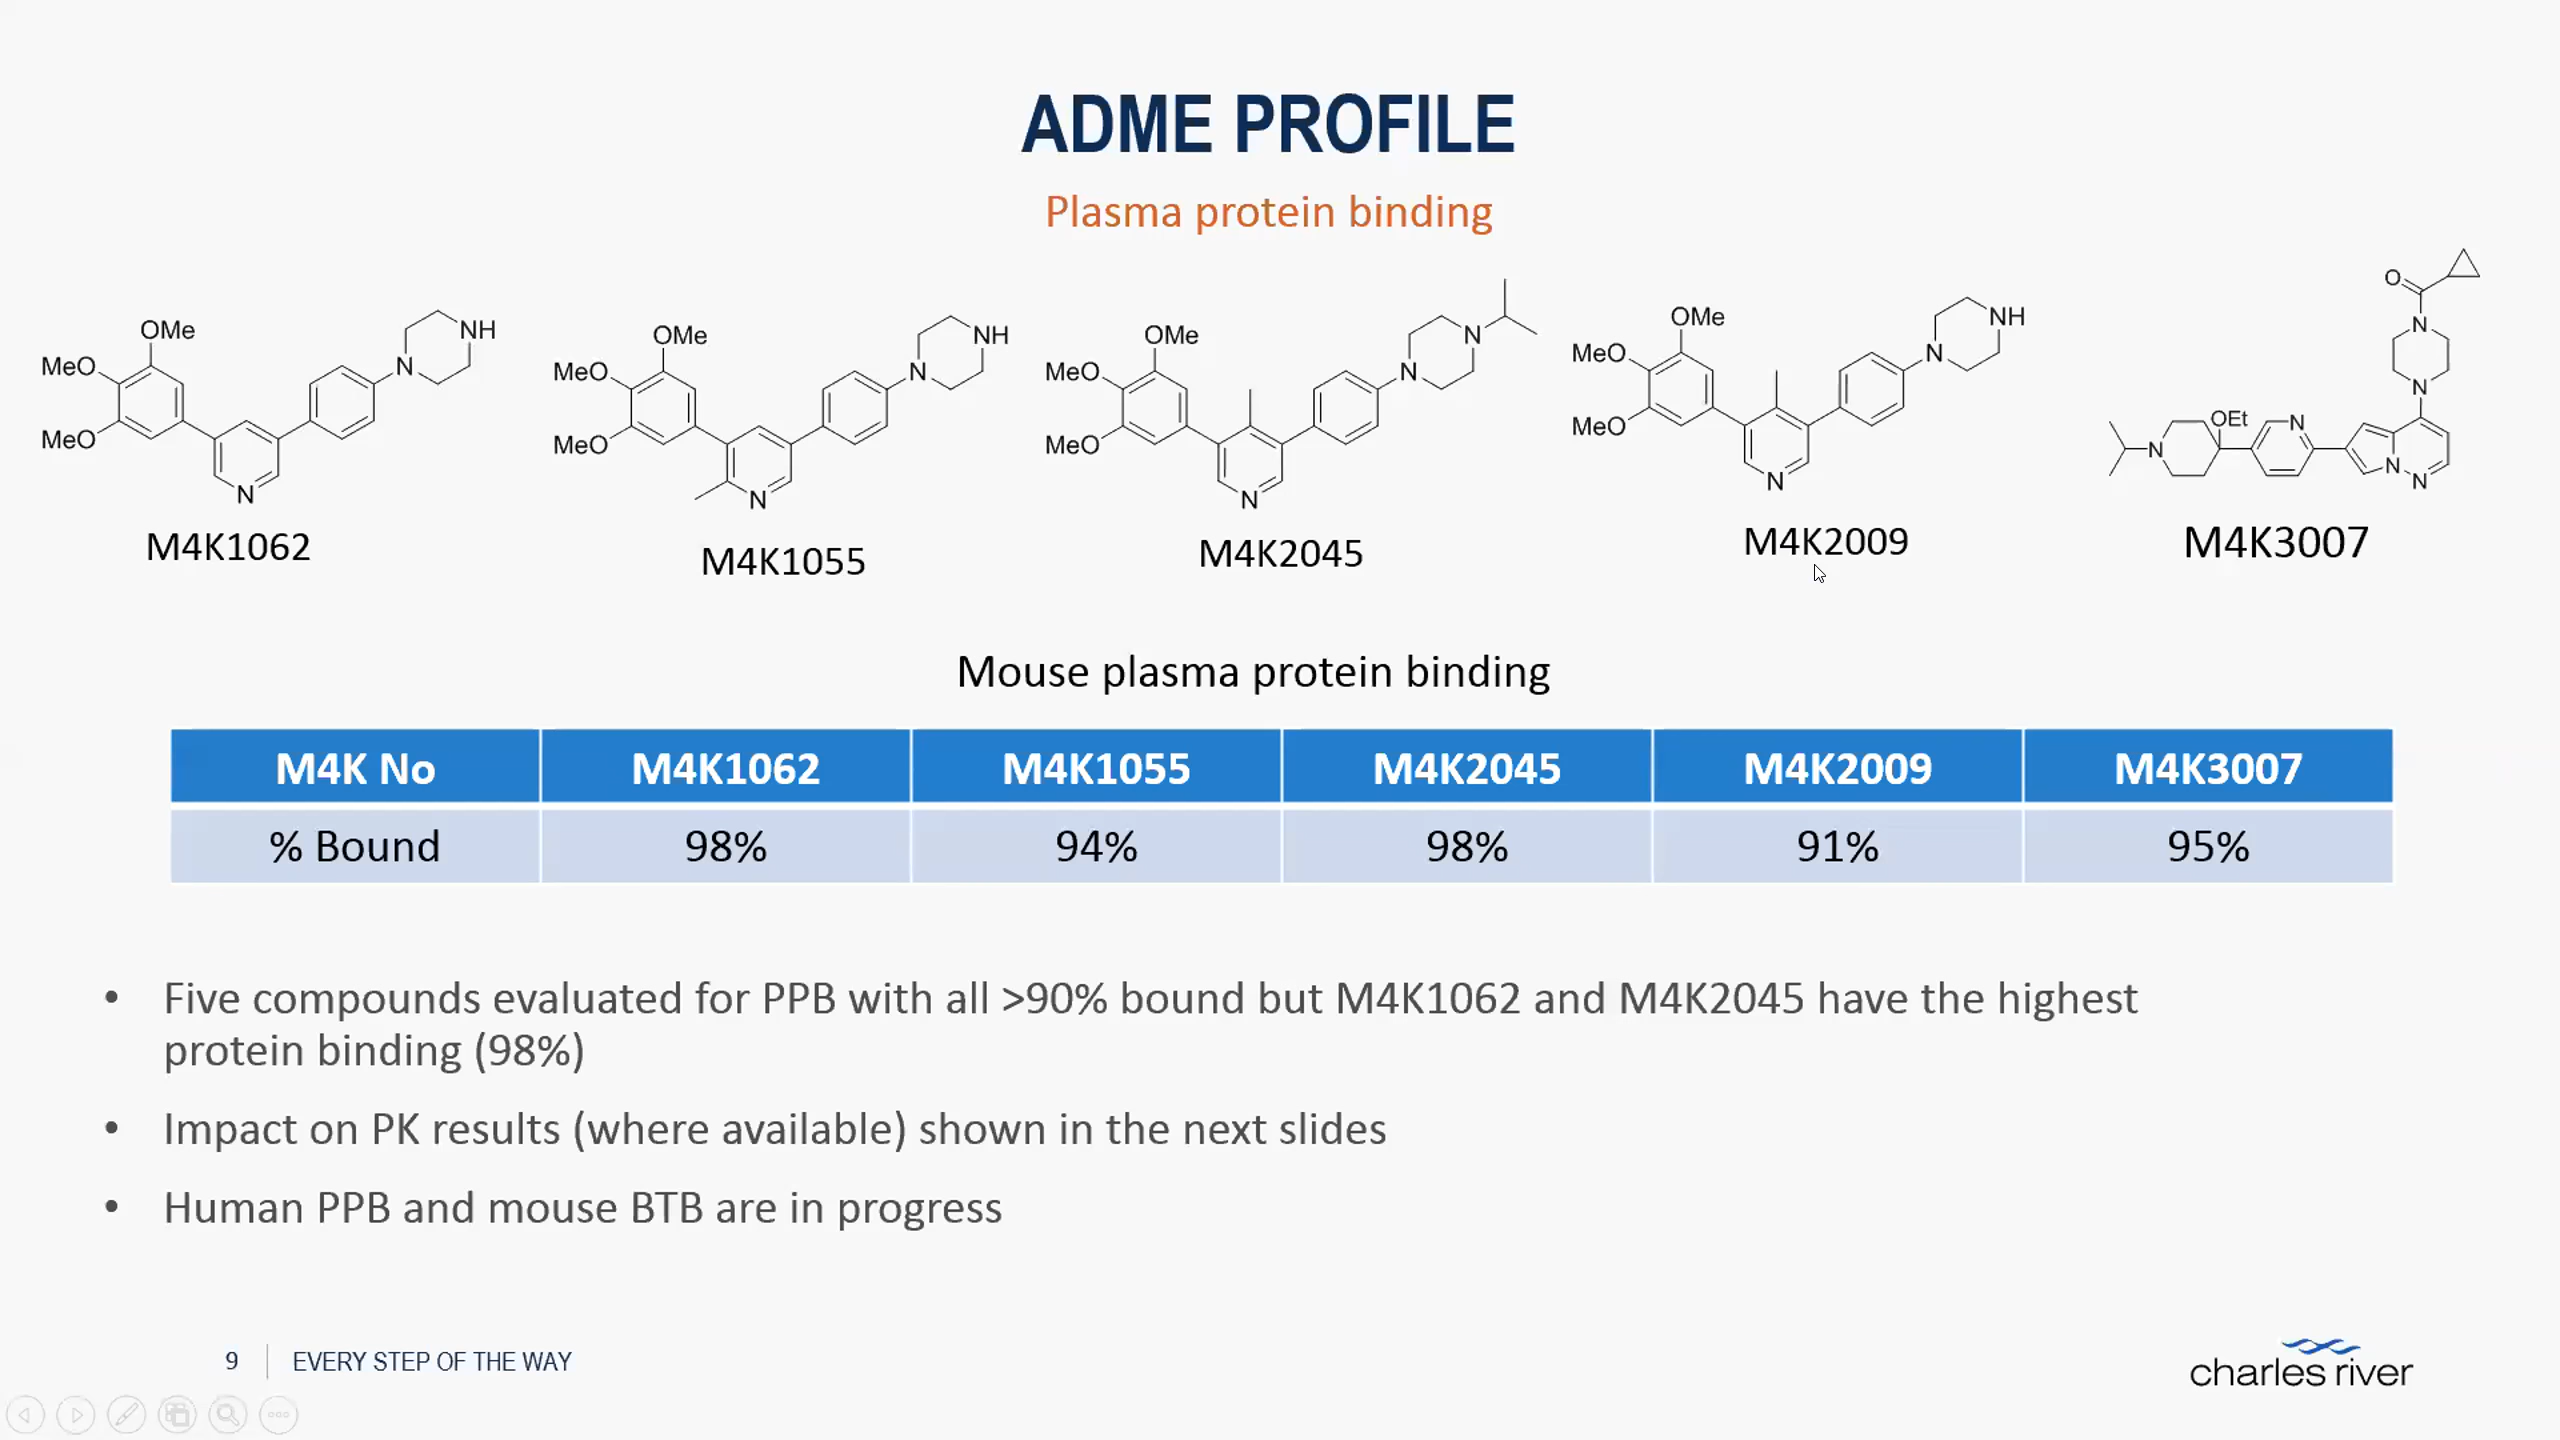 ADME PROFILE
Plasma protein binding
OMe
MeO
MeO
N
N
NH
M4K1062
OMe
MeO
MeO
N
N
NH
M4K1055
OMe
MeO
MeO
N
N
N
M4K2045
OMe
MeO
MeO
N
N
NH
M4K2009
O
N
N
OEt
N
N
N
N
M4K3007
Mouse plasma protein binding
M4K No M4K1062 M4K1055 M4K2045 M4K2009 M4K3007
% Bound 98% 94% 98% 91% 95%
• Five compounds evaluated for PPB with all >90% bound but M4K1062 and M4K2045 have the highest
protein binding (98%)
• Impact on PK results (where available) shown in the next slides
• Human PPB and mouse BTB are in progress
9 EVERY STEP OF THE WAY
charles river